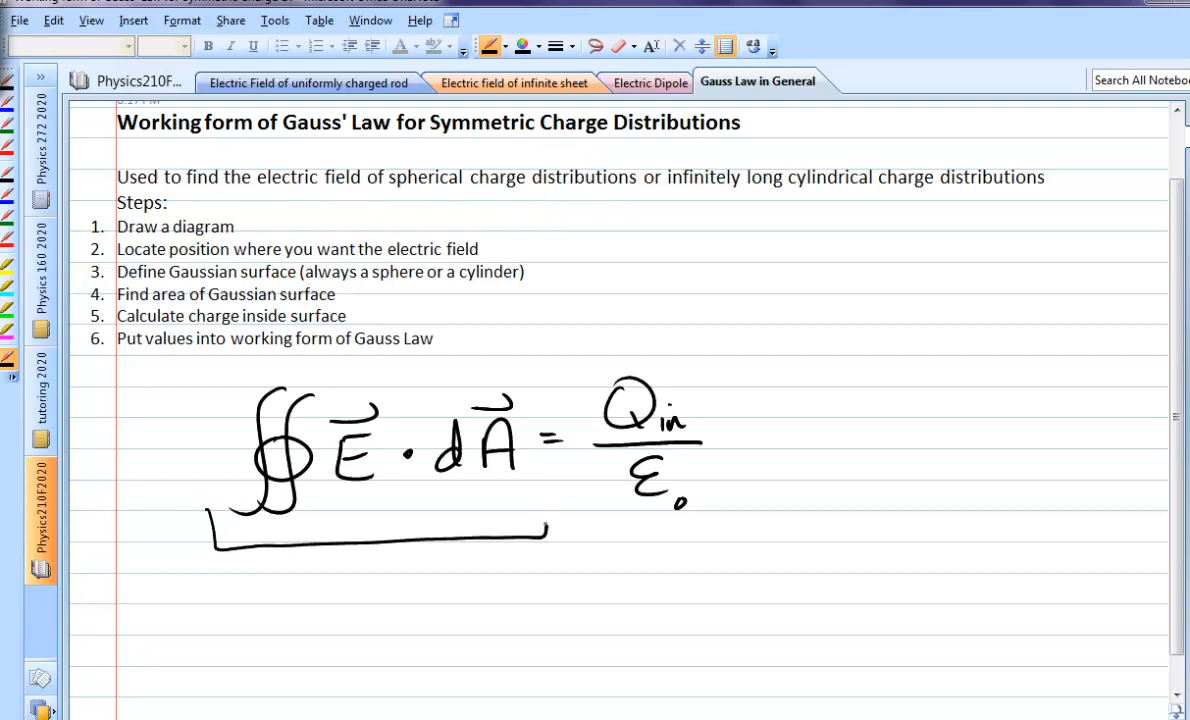 File Edit View Insert Format Share Tools Table Window Help
Physics210F... Electric Field of uniformly charged rod Electric field of infinite sheet Electric Dipole Gauss Law in General Search All Notebo
Working form of Gauss' Law for Symmetric Charge Distributions
Used to find the electric field of spherical charge distributions or infinitely long cylindrical charge distributions
Steps:
1. Draw a diagram
2. Locate position where you want the electric field
3. Define Gaussian surface (always a sphere or a cylinder)
4. Find area of Gaussian surface
5. Calculate charge inside surface
6. Put values into working form of Gauss Law
∯ E⃗ · dA⃗ = Qin / ε₀
Physics 272 2020
Physics 160 2020
tutoring 2020
Physics210F2020